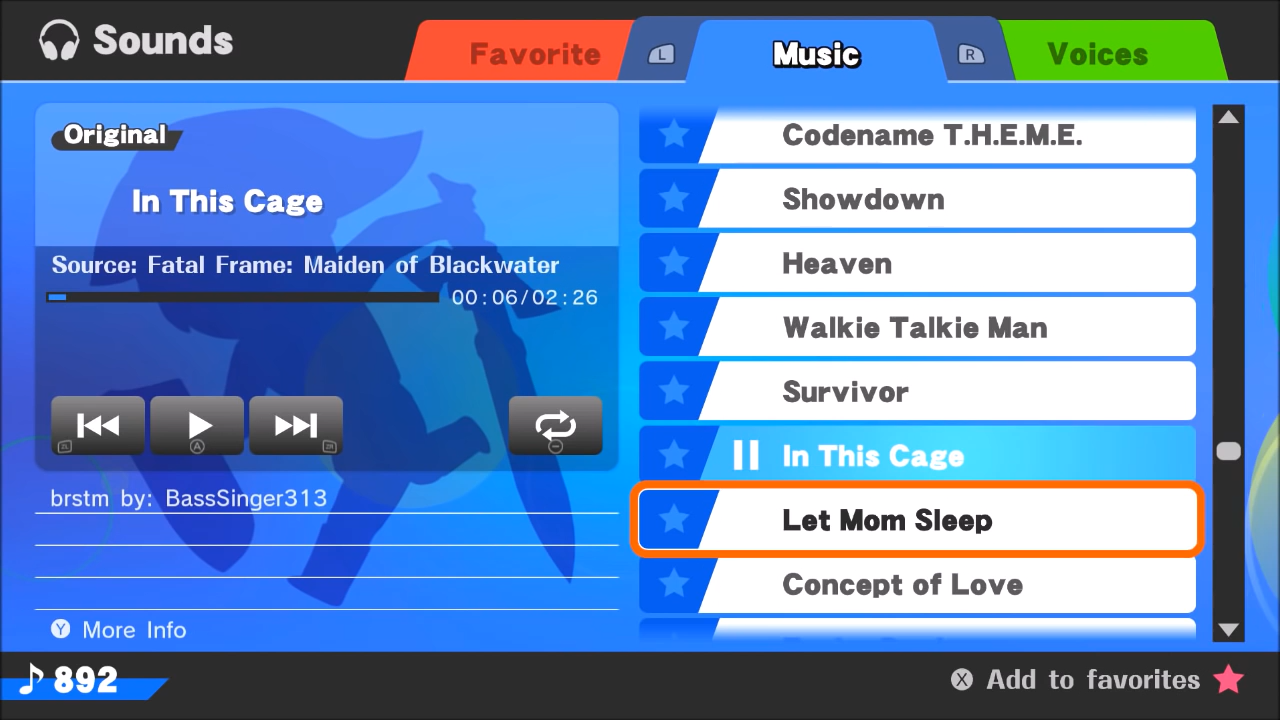 Sounds
Favorite
L
Music
R
Voices
Original
In This Cage
Source: Fatal Frame: Maiden of Blackwater
00:06/02:26
ZL
A
ZR
brstm by: BassSinger313
Y More Info
892
Codename T.H.E.M.E.
Showdown
Heaven
Walkie Talkie Man
Survivor
In This Cage
Let Mom Sleep
Concept of Love
X Add to favorites